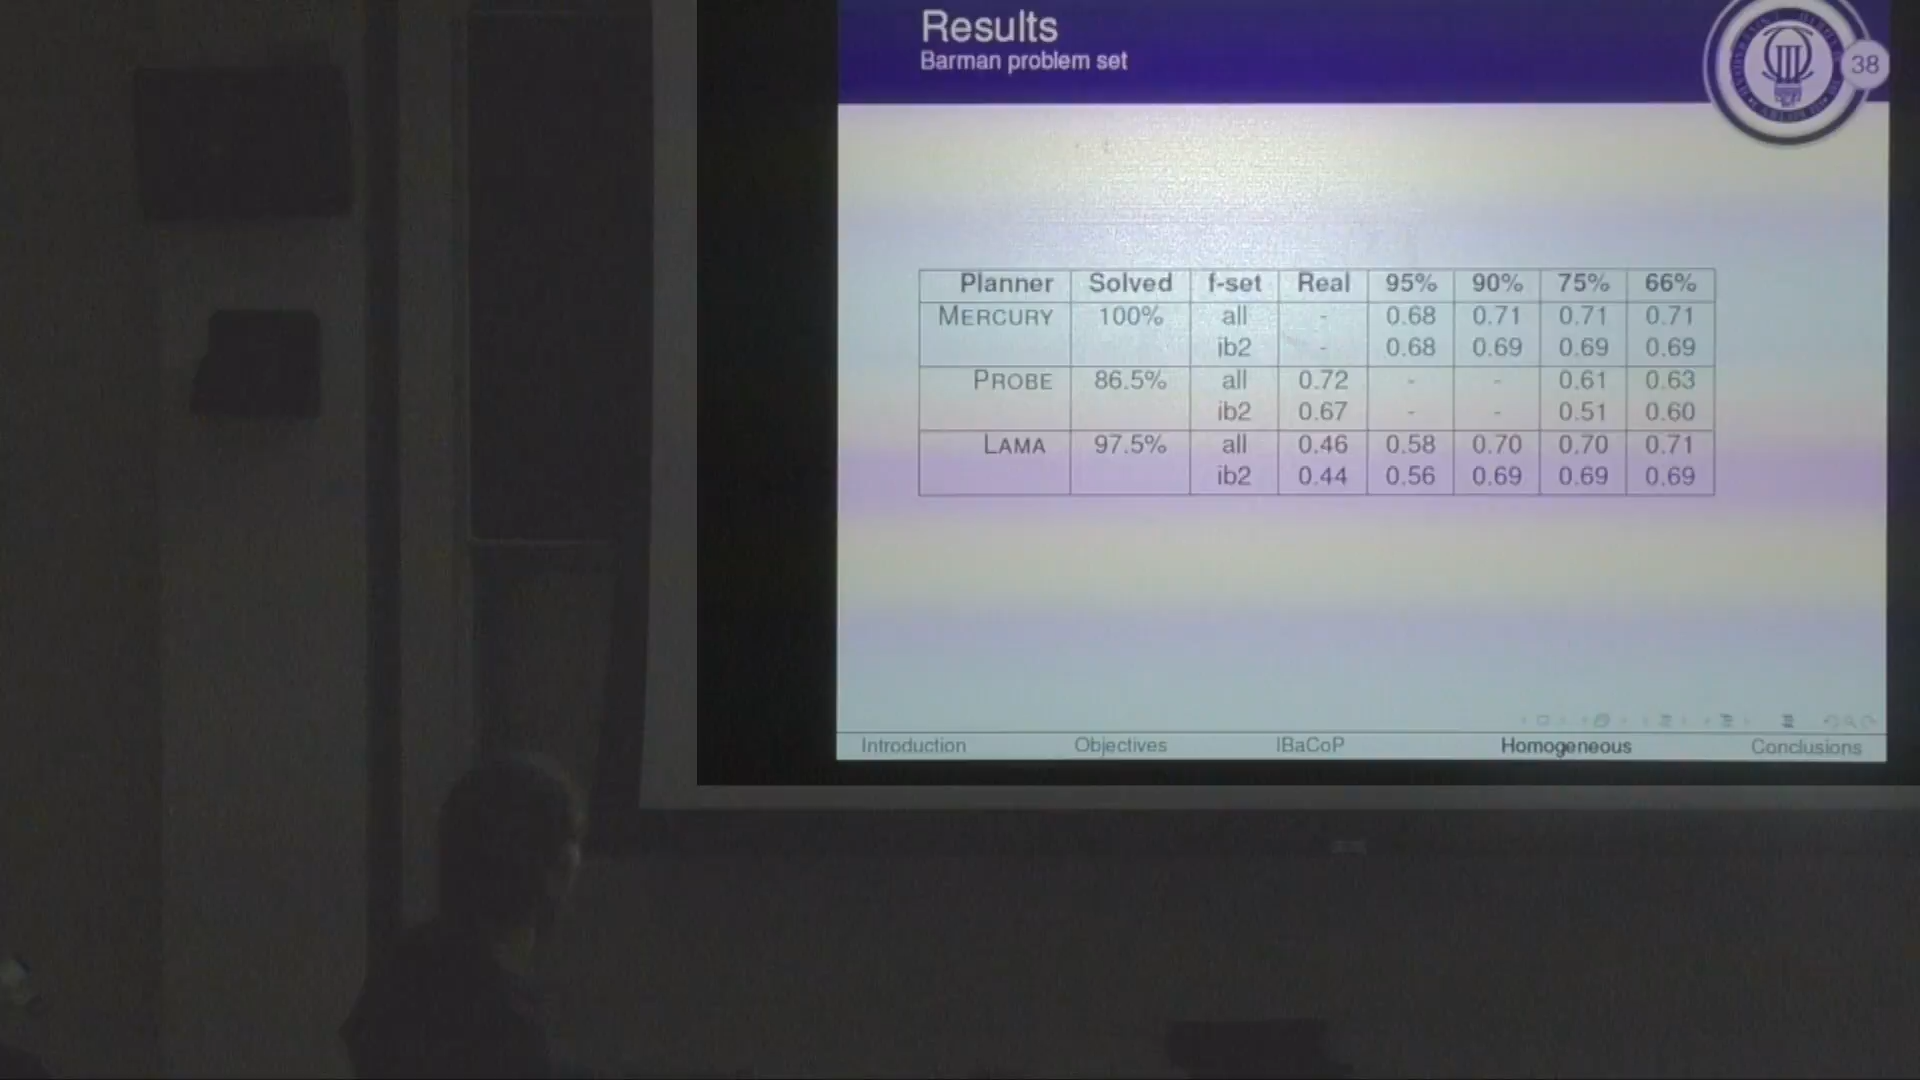 Results
Barman problem set
38
Planner Solved f-set Real 95% 90% 75% 66%
MERCURY 100% all - 0.68 0.71 0.71 0.71
ib2 - 0.68 0.69 0.69 0.69
PROBE 86.5% all 0.72 - - 0.61 0.63
ib2 0.67 - - 0.51 0.60
LAMA 97.5% all 0.46 0.58 0.70 0.70 0.71
ib2 0.44 0.56 0.69 0.69 0.69
Introduction Objectives IBaCoP Homogeneous Conclusions